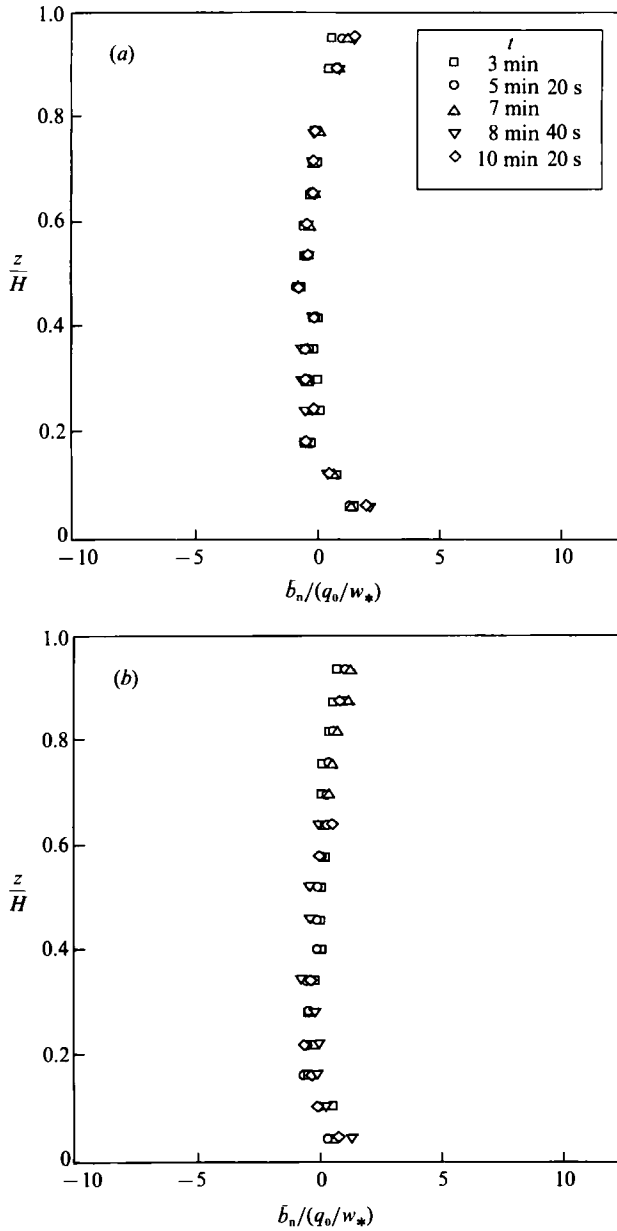 1.0
(a)
t
□ 3 min
○ 5 min 20 s
△ 7 min
▽ 8 min 40 s
◇ 10 min 20 s
0.8
0.6
z/H
0.4
0.2
0
−10 −5 0 5 10
b̄ₙ/(q₀/w*)
1.0
(b)
0.8
0.6
z/H
0.4
0.2
0
−10 −5 0 5 10
b̄ₙ/(q₀/w*)